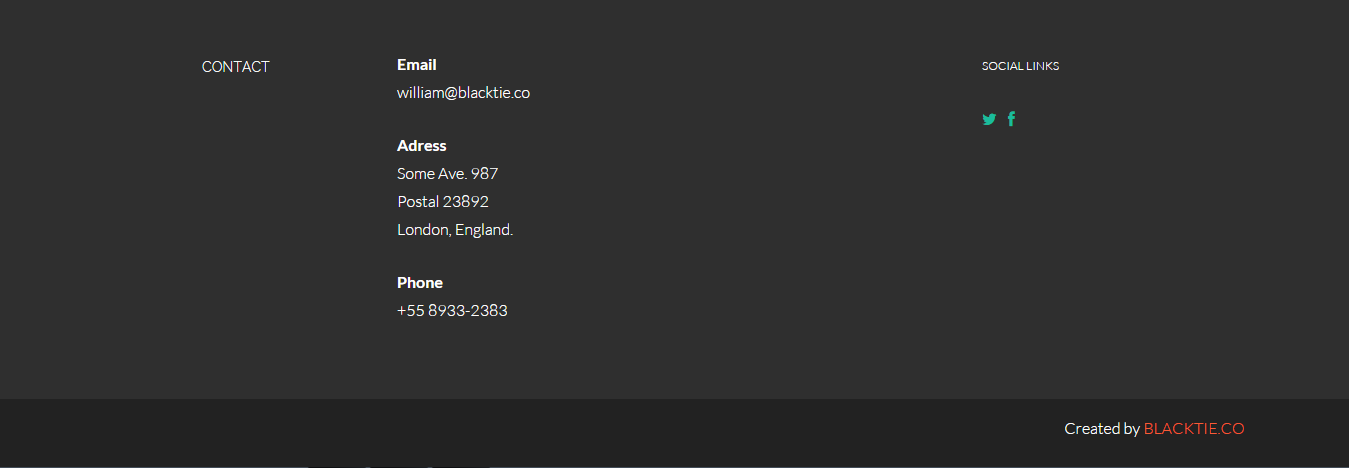 CONTACT
Email
william@blacktie.co
Adress
Some Ave. 987
Postal 23892
London, England.
Phone
+55 8933-2383
SOCIAL LINKS
Created by BLACKTIE.CO